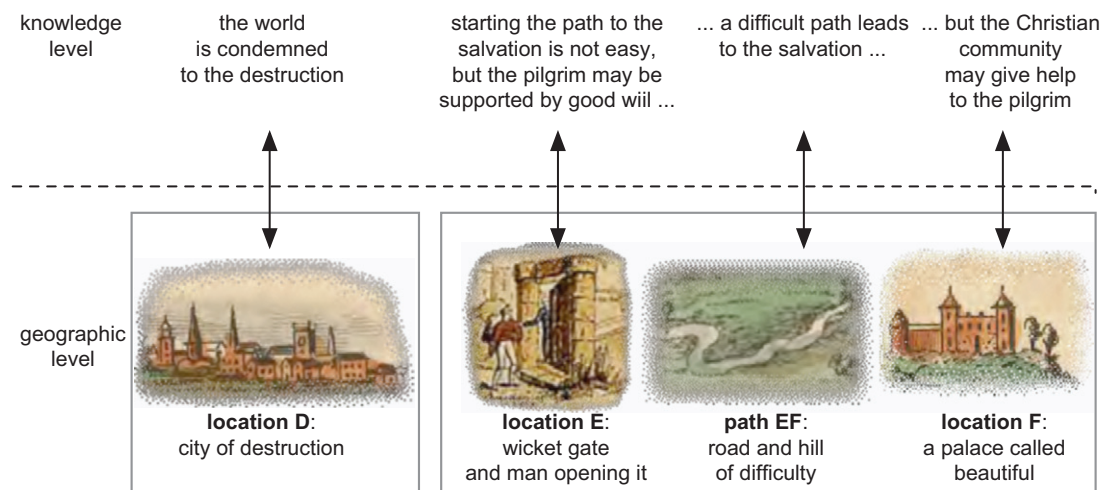 knowledge
level
the world
is condemned
to the destruction
starting the path to the
salvation is not easy,
but the pilgrim may be
supported by good wiil ...
... a difficult path leads
to the salvation ...
... but the Christian
community
may give help
to the pilgrim
geographic
level
location D:
city of destruction
location E:
wicket gate
and man opening it
path EF:
road and hill
of difficulty
location F:
a palace called
beautiful